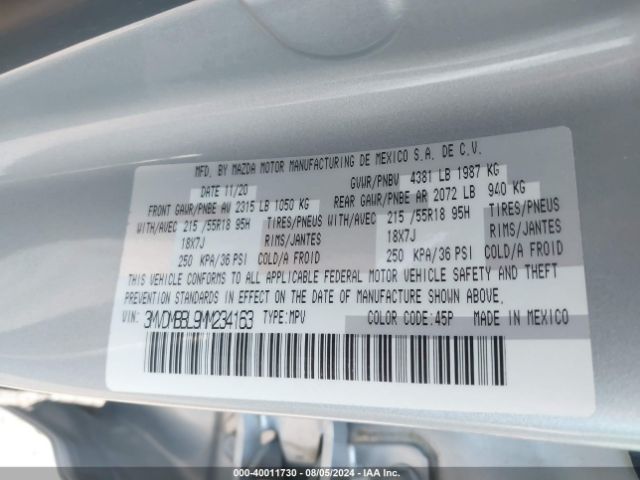 MFD. BY MAZDA MOTOR MANUFACTURING DE MEXICO S.A. DE C.V.
DATE 11/20 GVWR/PNBV 4381 LB 1987 KG
FRONT GAWR/PNBE AV 2315 LB 1050 KG REAR GAWR/PNBE AR 2072 LB 940 KG
WITH/AVEC 215 /55R18 95H TIRES/PNEUS WITH/AVEC 215 /55R18 95H TIRES/PNEUS
18X7J RIMS/JANTES 18X7J RIMS/JANTES
250 KPA/36 PSI COLD/A FROID 250 KPA/36 PSI COLD/A FROID
THIS VEHICLE CONFORMS TO ALL APPLICABLE FEDERAL MOTOR VEHICLE SAFETY AND THEFT
PREVENTION STANDARDS IN EFFECT ON THE DATE OF MANUFACTURE SHOWN ABOVE.
VIN: 3MVDMBBL9MM234163 TYPE:MPV COLOR CODE:45P MADE IN MEXICO
000-40011730 - 08/05/2024 - IAA Inc.